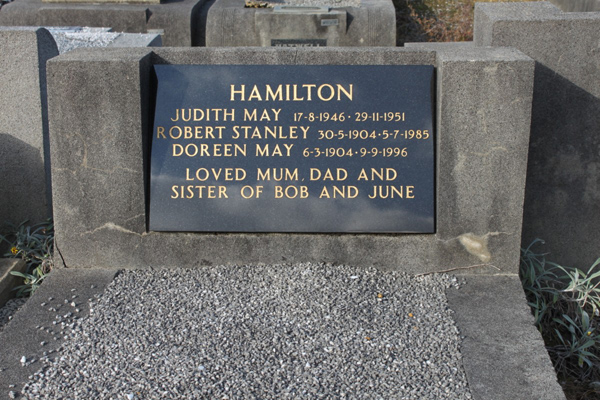 HAMILTON
JUDITH MAY 17-8-1946 · 29-11-1951
ROBERT STANLEY 30-5-1904 · 5-7-1985
DOREEN MAY 6-3-1904 · 9-9-1996
LOVED MUM, DAD AND
SISTER OF BOB AND JUNE